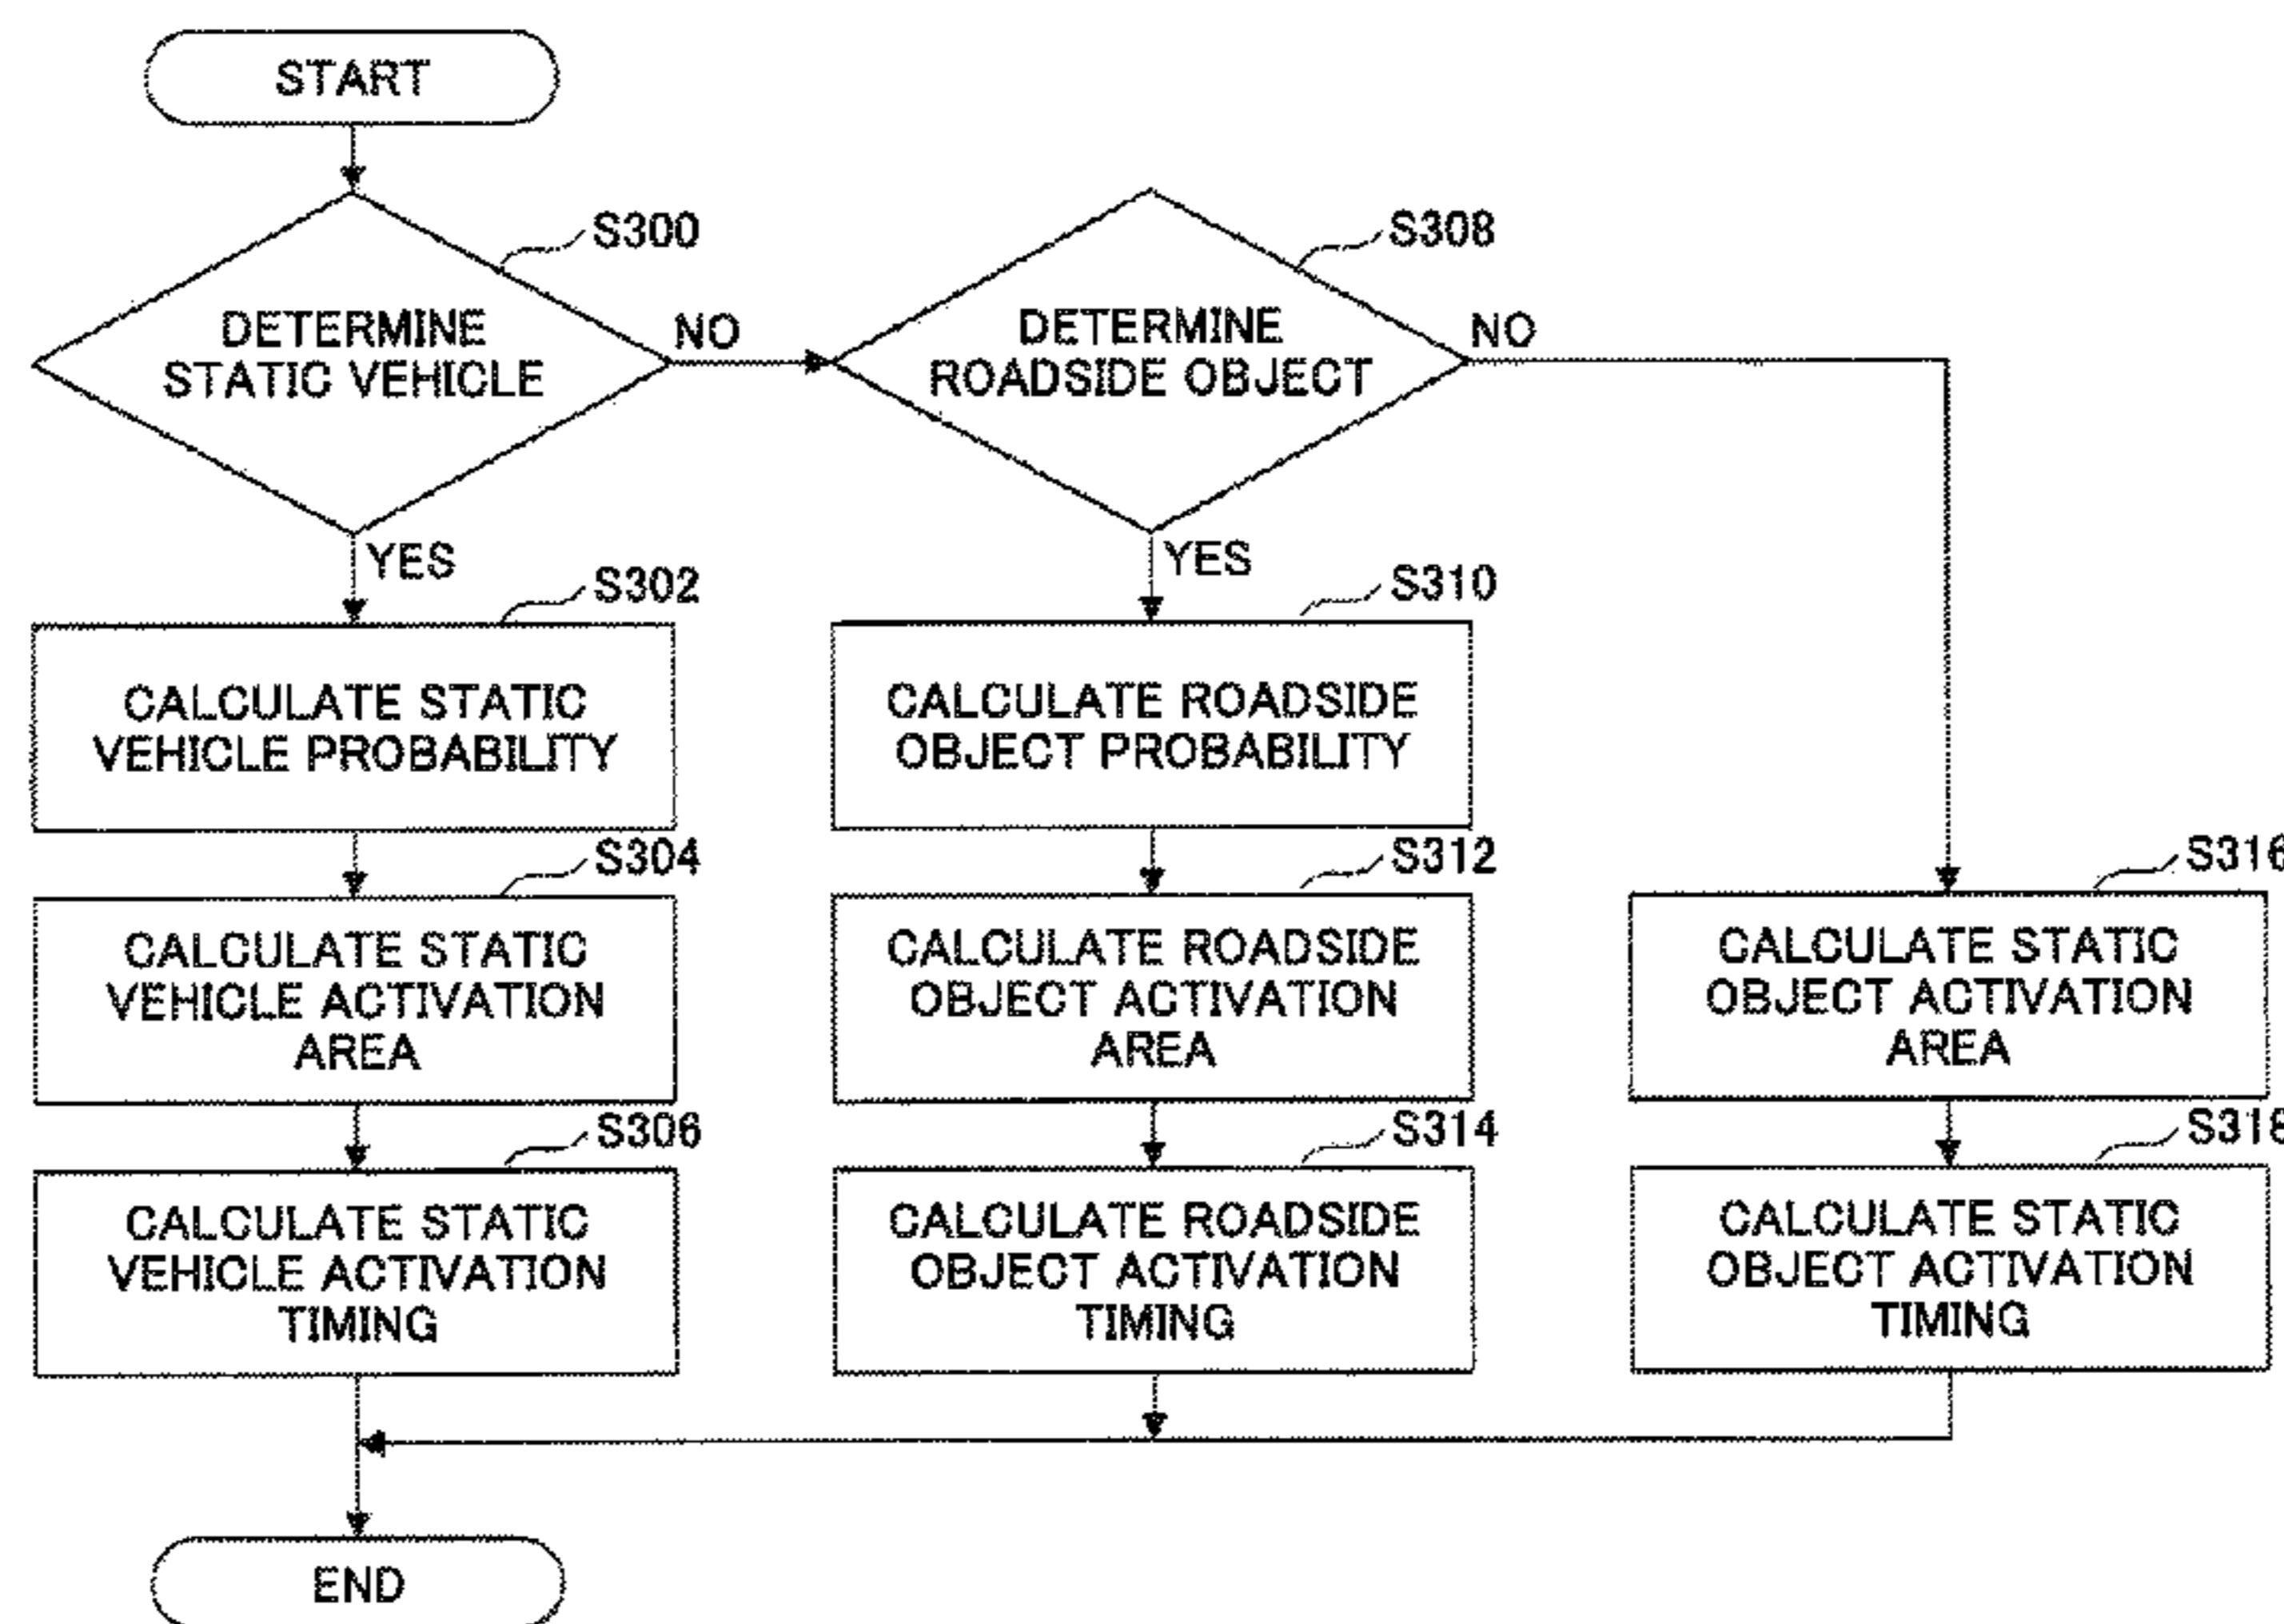 START
S300
DETERMINE
STATIC VEHICLE
NO
YES
S308
DETERMINE
ROADSIDE OBJECT
NO
YES
S302
CALCULATE STATIC
VEHICLE PROBABILITY
S310
CALCULATE ROADSIDE
OBJECT PROBABILITY
S304
CALCULATE STATIC
VEHICLE ACTIVATION
AREA
S312
CALCULATE ROADSIDE
OBJECT ACTIVATION
AREA
S316
CALCULATE STATIC
OBJECT ACTIVATION
AREA
S306
CALCULATE STATIC
VEHICLE ACTIVATION
TIMING
S314
CALCULATE ROADSIDE
OBJECT ACTIVATION
TIMING
S318
CALCULATE STATIC
OBJECT ACTIVATION
TIMING
END